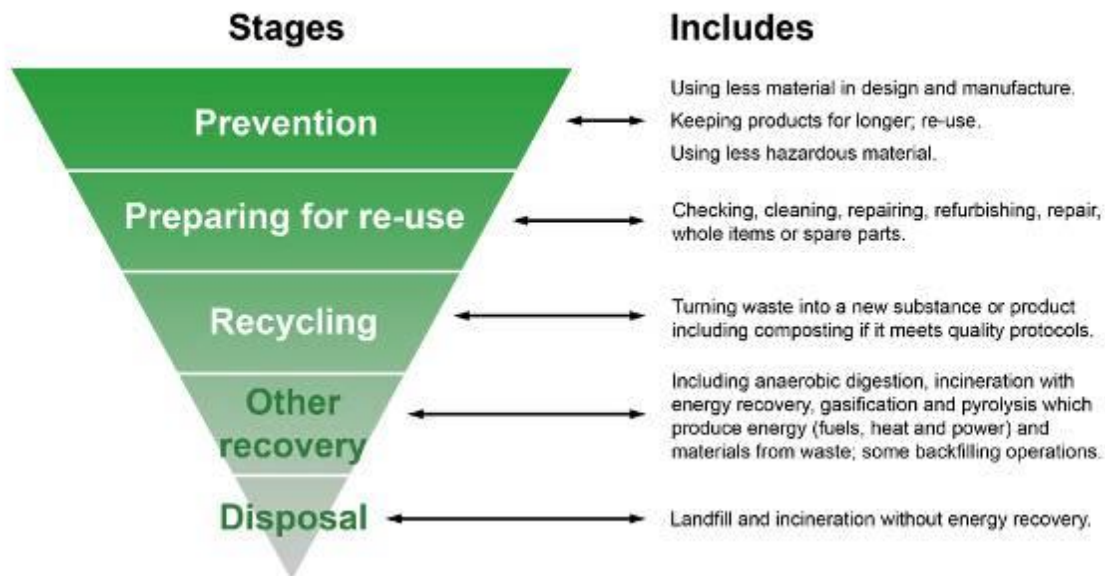 Stages
Includes
Prevention
Using less material in design and manufacture.
Keeping products for longer; re-use.
Using less hazardous material.
Preparing for re-use
Checking, cleaning, repairing, refurbishing, repair,
whole items or spare parts.
Recycling
Turning waste into a new substance or product
including composting if it meets quality protocols.
Other
recovery
Including anaerobic digestion, incineration with
energy recovery, gasification and pyrolysis which
produce energy (fuels, heat and power) and
materials from waste; some backfilling operations.
Disposal
Landfill and incineration without energy recovery.